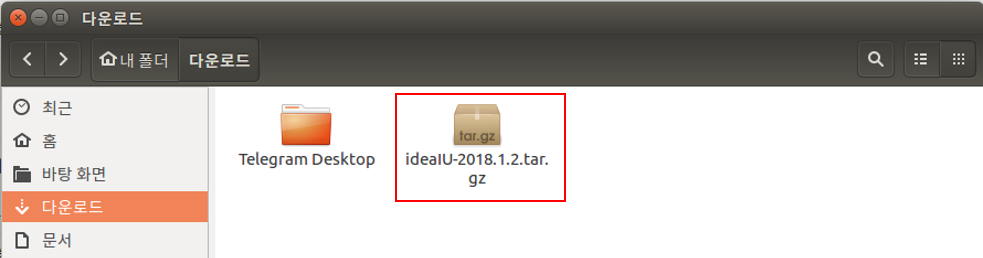 다운로드
내 폴더 다운로드
최근
홈
바탕 화면
다운로드
문서
Telegram Desktop
tar.gz
ideaIU-2018.1.2.tar.
gz